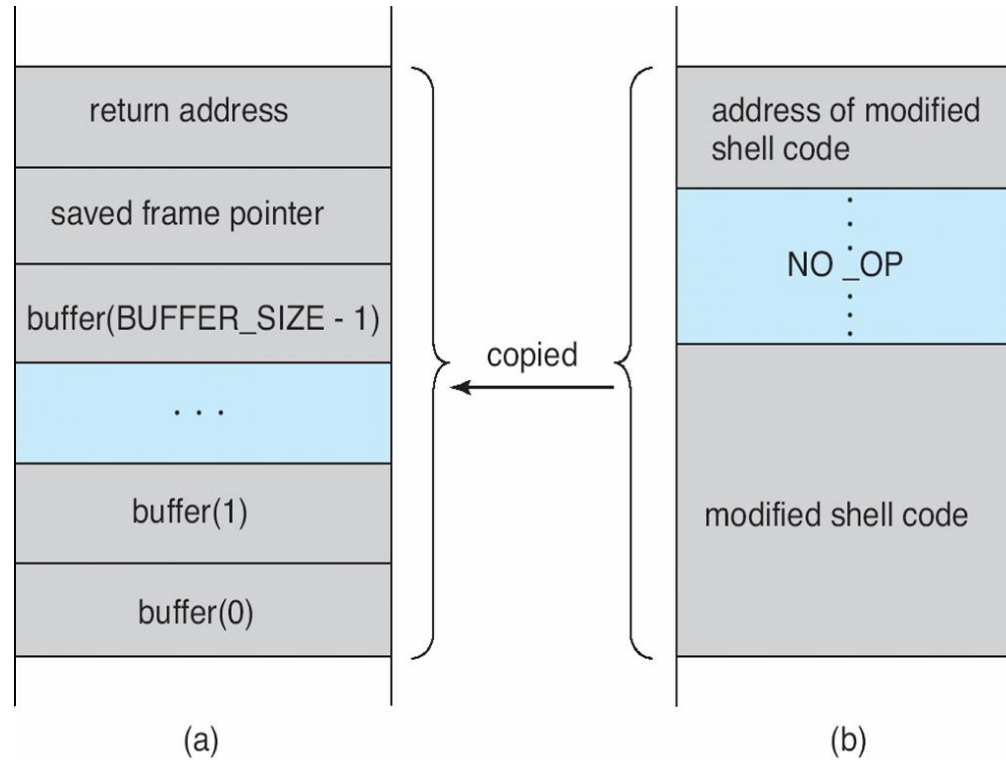 return address
saved frame pointer
buffer(BUFFER_SIZE - 1)
. . .
buffer(1)
buffer(0)
(a)
copied
address of modified
shell code
NO _OP
modified shell code
(b)